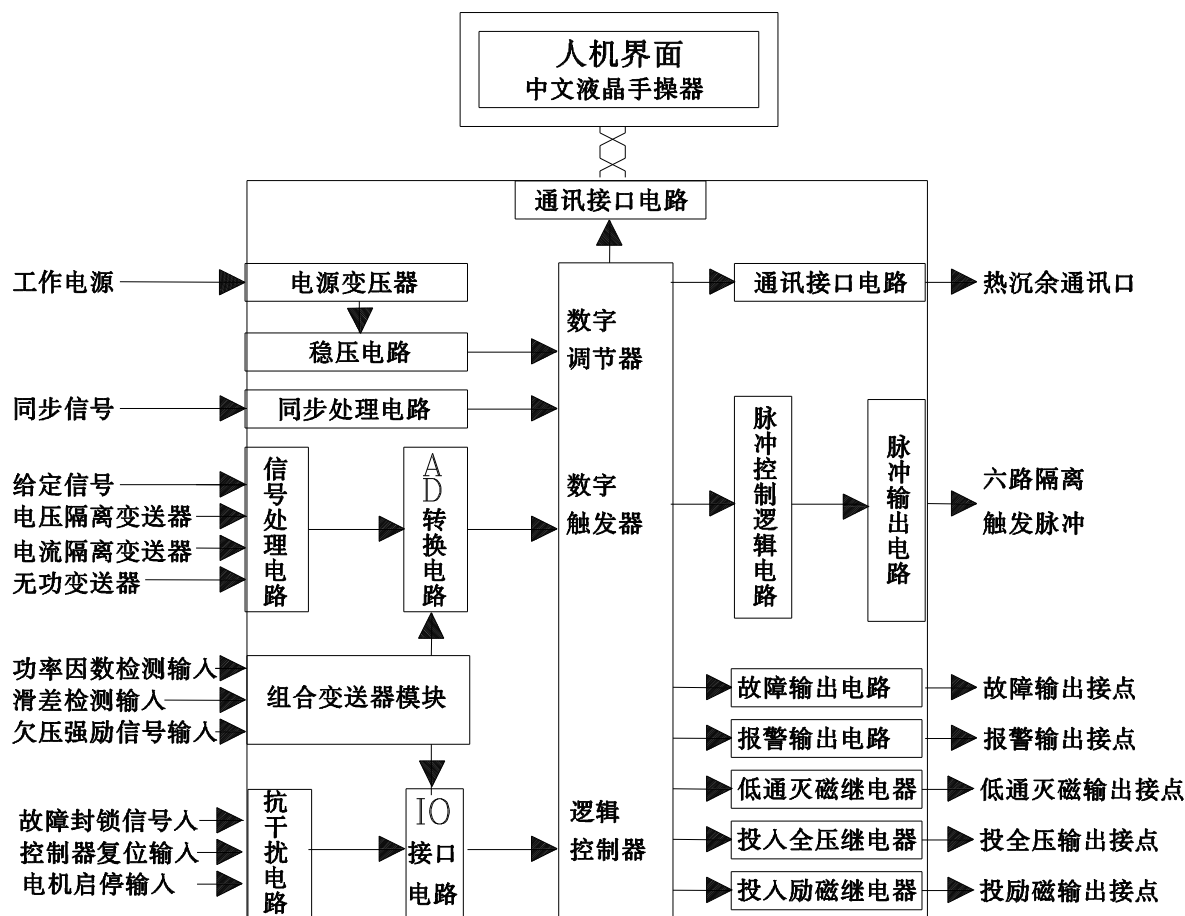 人机界面
中文液晶手操器
通讯接口电路
工作电源
电源变压器
通讯接口电路
热沉余通讯口
稳压电路
数字
调节器
同步信号
同步处理电路
给定信号
电压隔离变送器
电流隔离变送器
无功变送器
信号处理电路
AD转换电路
数字
触发器
脉冲控制逻辑电路
脉冲输出电路
六路隔离
触发脉冲
功率因数检测输入
滑差检测输入
欠压强励信号输入
组合变送器模块
故障输出电路
故障输出接点
报警输出电路
报警输出接点
低通灭磁继电器
低通灭磁输出接点
故障封锁信号入
控制器复位输入
电机启停输入
抗干扰电路
IO
接口
电路
逻辑
控制器
投入全压继电器
投全压输出接点
投入励磁继电器
投励磁输出接点